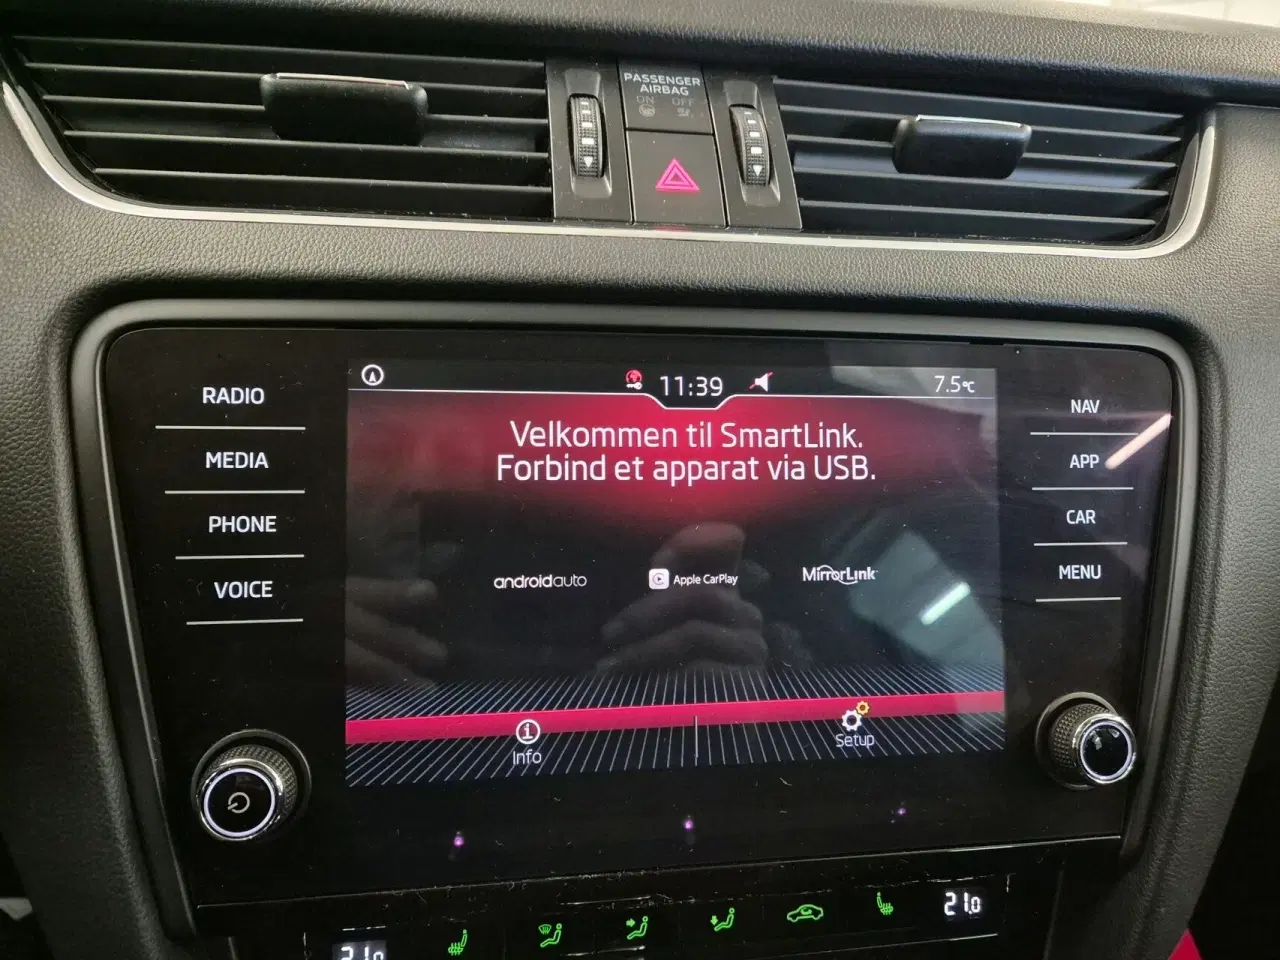 PASSENGER
AIRBAG
ON OFF
RADIO
MEDIA
PHONE
VOICE
11:39
7.5°C
Velkommen til SmartLink.
Forbind et apparat via USB.
androidauto
Apple CarPlay
MirrorLink
Info
Setup
NAV
APP
CAR
MENU
21.0
21.0